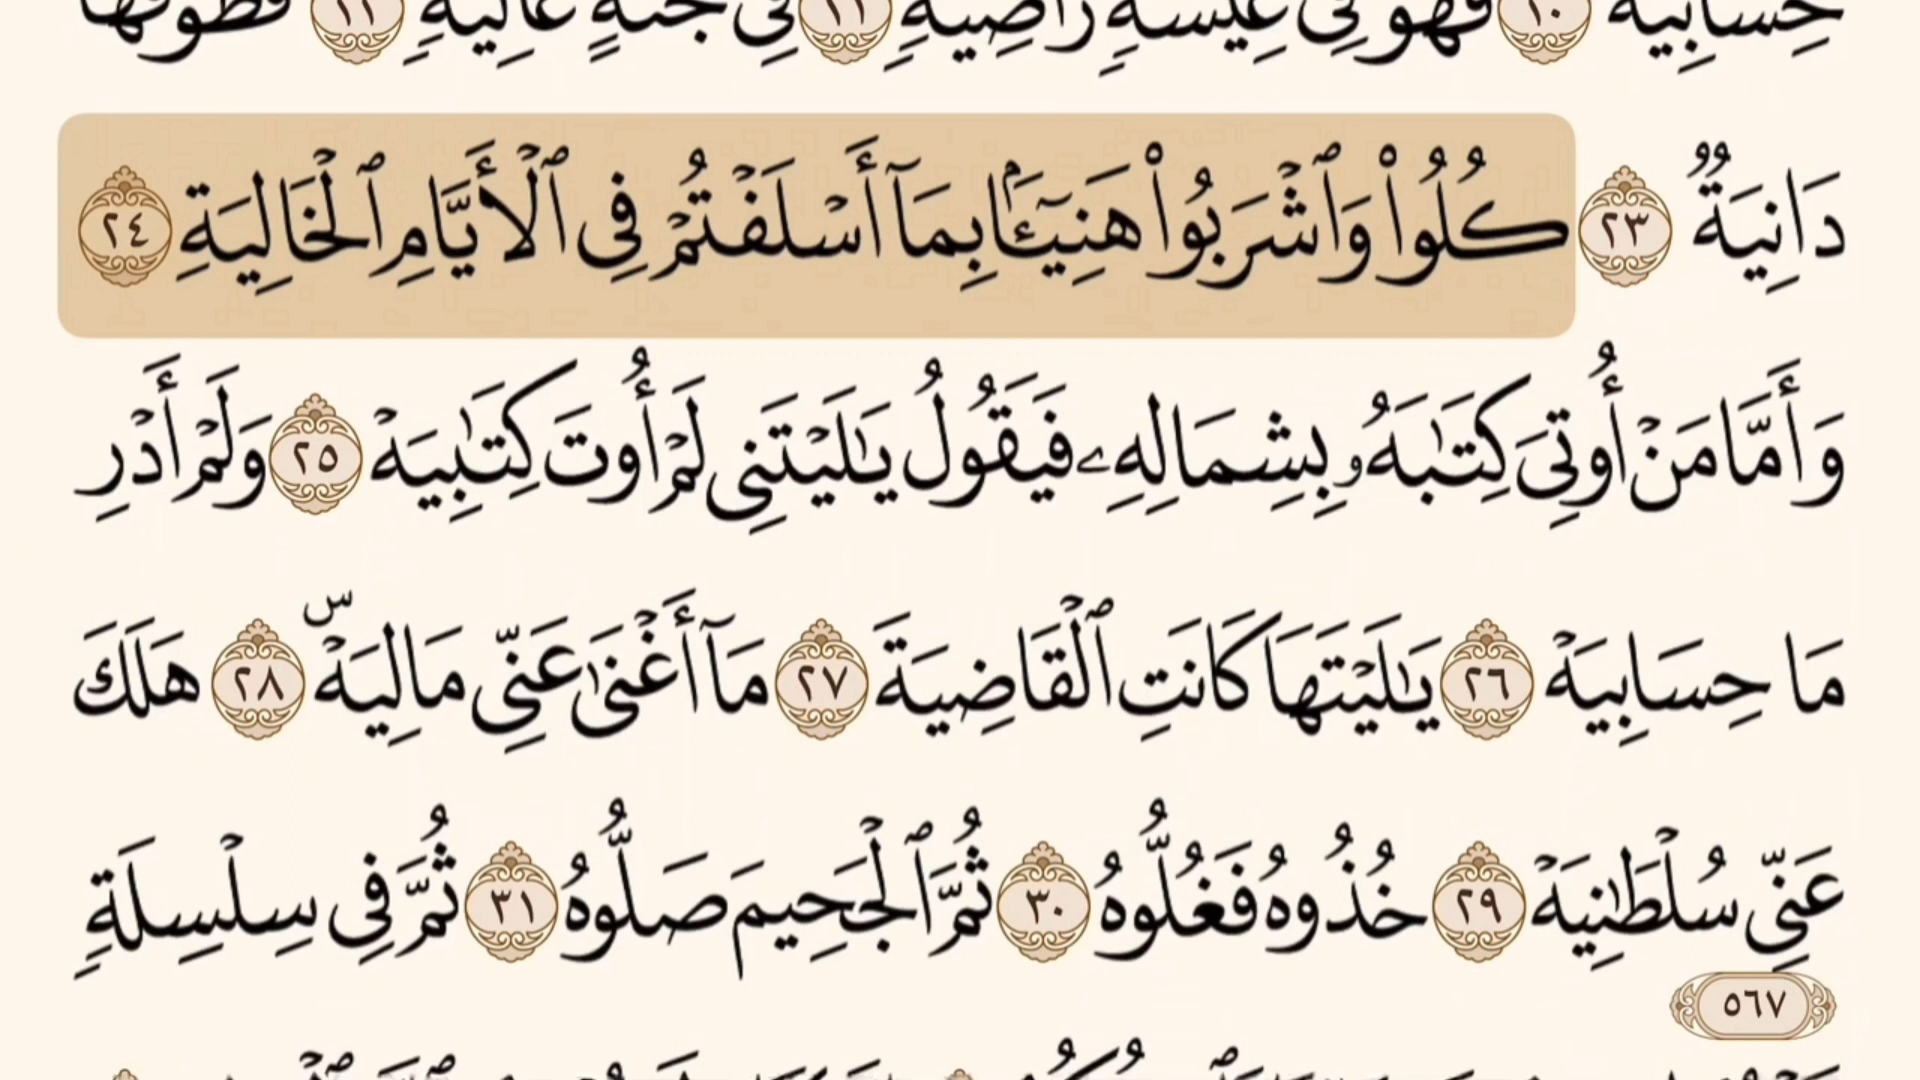 حِسَابِيَهْ ٢٠ فَهُوَ فِي عِيشَةٍ رَّاضِيَةٍ ٢١ فِي جَنَّةٍ عَالِيَةٍ ٢٢ قُطُوفُهَا
دَانِيَةٌ ٢٣ كُلُوا۟ وَٱشْرَبُوا۟ هَنِيٓـَٔۢا بِمَآ أَسْلَفْتُمْ فِى ٱلْأَيَّامِ ٱلْخَالِيَةِ ٢٤
وَأَمَّا مَنْ أُوتِىَ كِتَـٰبَهُۥ بِشِمَالِهِۦ فَيَقُولُ يَـٰلَيْتَنِى لَمْ أُوتَ كِتَـٰبِيَهْ ٢٥ وَلَمْ أَدْرِ
مَا حِسَابِيَهْ ٢٦ يَـٰلَيْتَهَا كَانَتِ ٱلْقَاضِيَةَ ٢٧ مَآ أَغْنَىٰ عَنِّى مَالِيَهْۜ ٢٨ هَلَكَ
عَنِّى سُلْطَـٰنِيَهْ ٢٩ خُذُوهُ فَغُلُّوهُ ٣٠ ثُمَّ ٱلْجَحِيمَ صَلُّوهُ ٣١ ثُمَّ فِى سِلْسِلَةٍ
٥٦٧